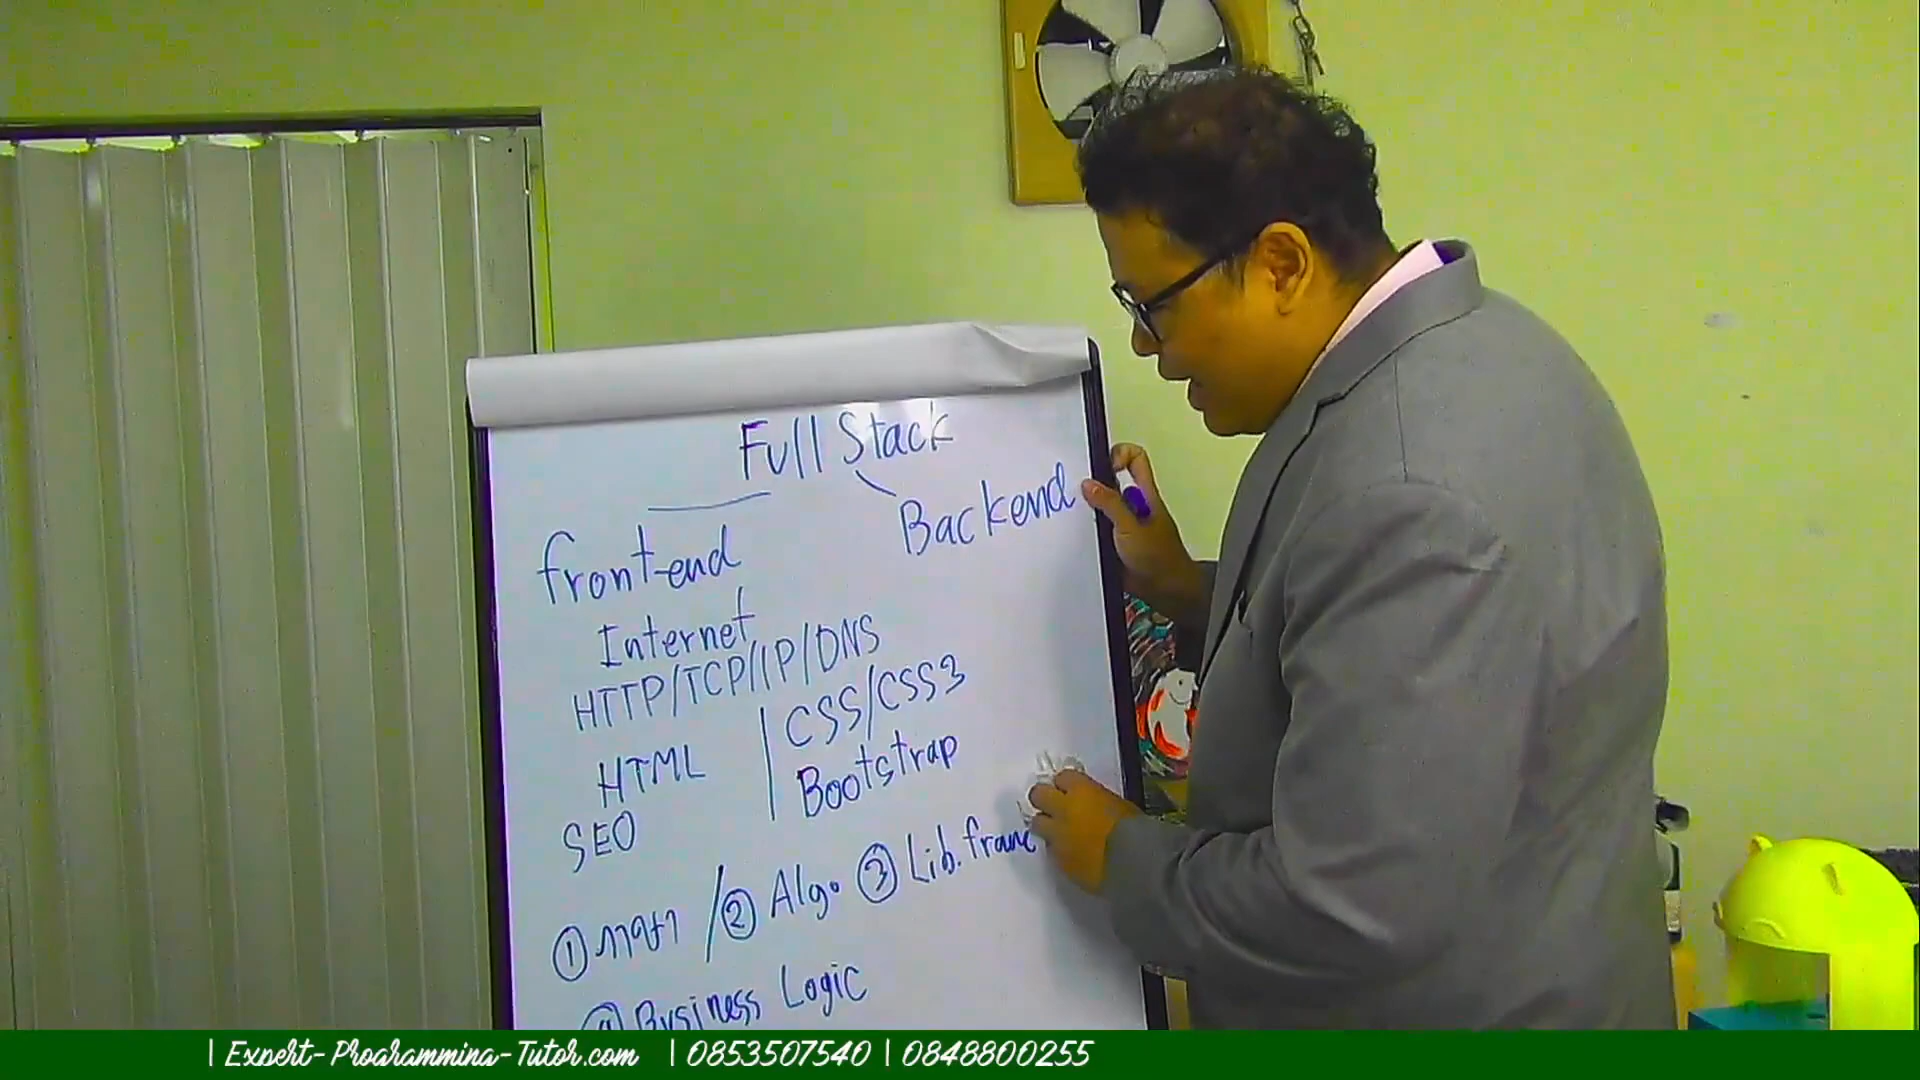 Full Stack
Backend
front-end
Internet
HTTP/TCP/IP/DNS
HTML | CSS/CSS3
Bootstrap
SEO
① ภาษา / ② Algo. ③ Lib. fram
④ Business Logic
| Expert-Programming-Tutor.com | 0853507540 | 0848800255